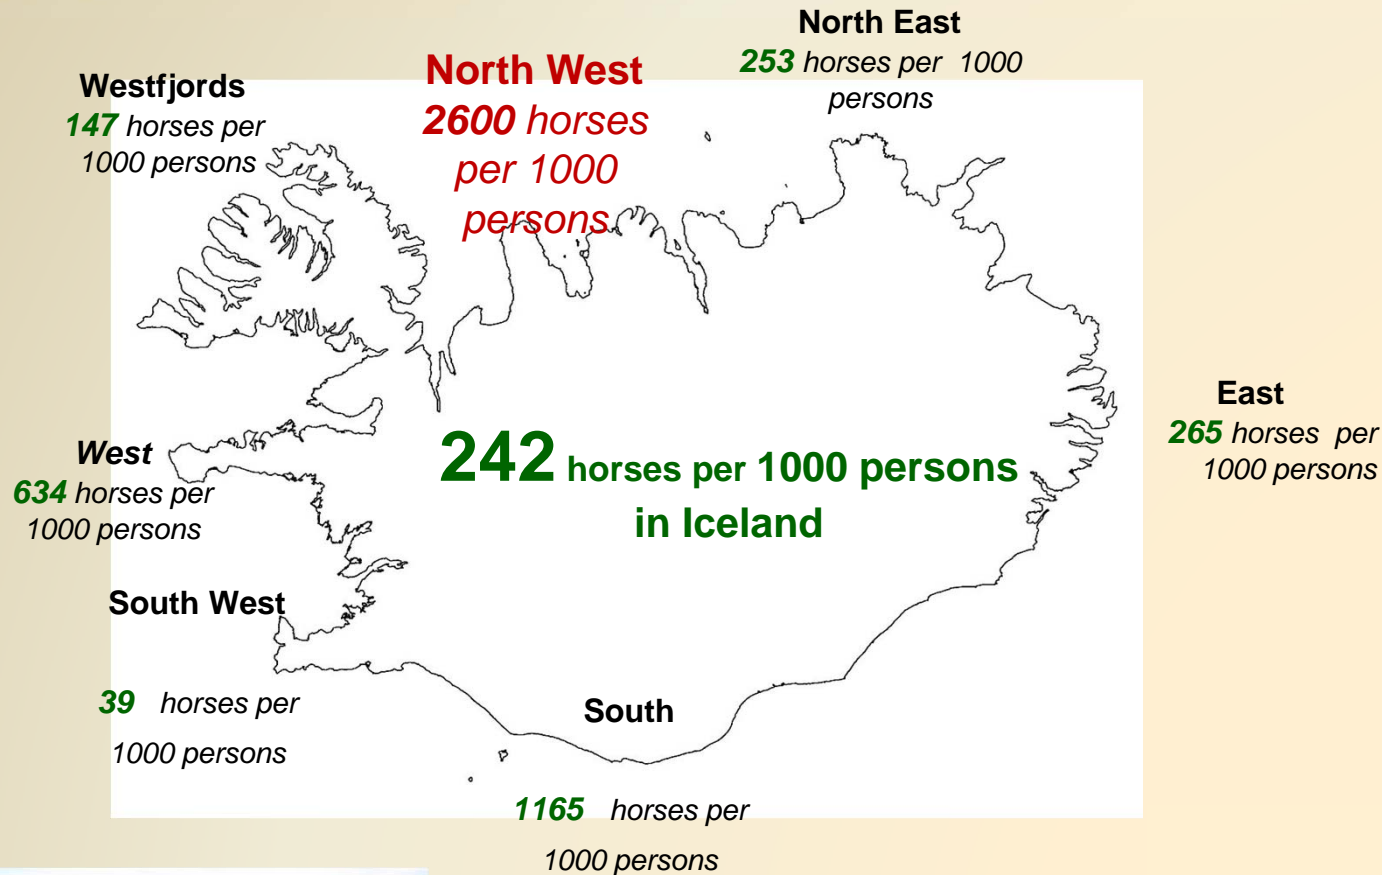 North East
253 horses per 1000
persons
North West
2600 horses
per 1000
persons
Westfjords
147 horses per
1000 persons
East
265 horses per
1000 persons
242 horses per 1000 persons
in Iceland
West
634 horses per
1000 persons
South West
39 horses per
1000 persons
South
1165 horses per
1000 persons